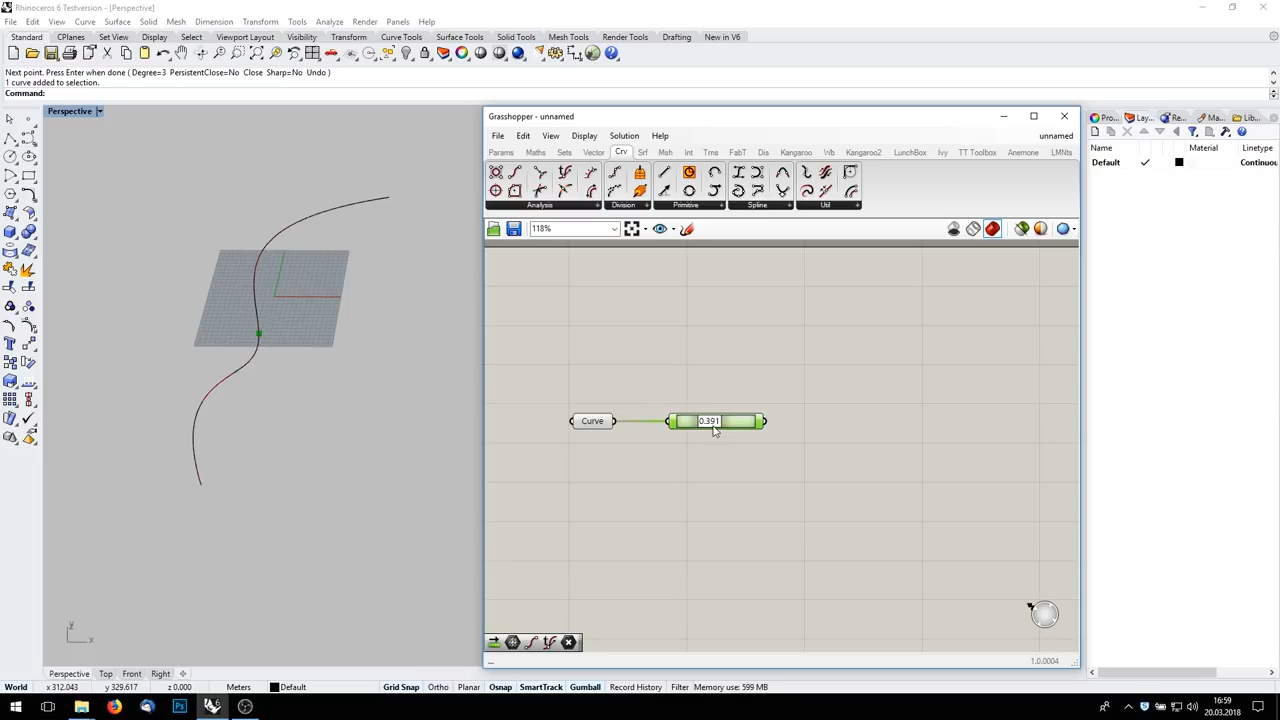 Rhinoceros 6 Testversion - [Perspective]
File Edit View Curve Surface Solid Mesh Dimension Transform Tools Analyze Render Panels Help
Standard CPlanes Set View Display Select Viewport Layout Visibility Transform Curve Tools Surface Tools Solid Tools Mesh Tools Render Tools Drafting New in V6
Next point. Press Enter when done ( Degree=3 PersistentClose=No Close Sharp=No Undo )
1 curve added to selection.
Command:
Perspective
y
x
Grasshopper - unnamed
File Edit View Display Solution Help unnamed
Params Maths Sets Vector Crv Srf Msh Int Trns FabT Dis Kangaroo Wb Kangaroo2 LunchBox Ivy TT Toolbox Anemone LMNts
Analysis Division Primitive Spline Util
118%
Curve 0.391
... 1.0.0004
Pro... Lay... Re... Ma... Lib...
Name Material Linetype
Default Continuou
Perspective Top Front Right
World x 312.043 y 329.617 z 0.000 Meters Default Grid Snap Ortho Planar Osnap SmartTrack Gumball Record History Filter Memory use: 599 MB
Ps
16:59
20.03.2018